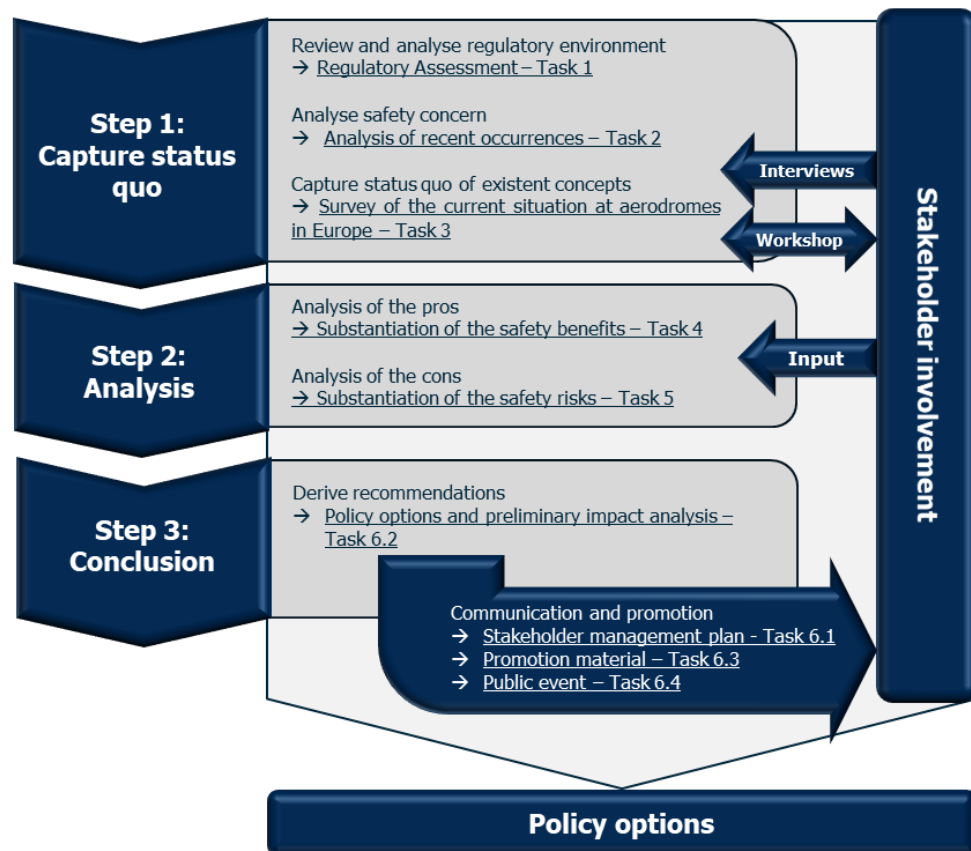 Step 1:
Capture status
quo
Review and analyse regulatory environment
→ Regulatory Assessment – Task 1
Analyse safety concern
→ Analysis of recent occurrences – Task 2
Capture status quo of existent concepts
→ Survey of the current situation at aerodromes
in Europe – Task 3
Interviews
Workshop
Step 2:
Analysis
Analysis of the pros
→ Substantiation of the safety benefits – Task 4
Analysis of the cons
→ Substantiation of the safety risks – Task 5
Input
Stakeholder involvement
Step 3:
Conclusion
Derive recommendations
→ Policy options and preliminary impact analysis –
Task 6.2
Communication and promotion
→ Stakeholder management plan - Task 6.1
→ Promotion material – Task 6.3
→ Public event – Task 6.4
Policy options